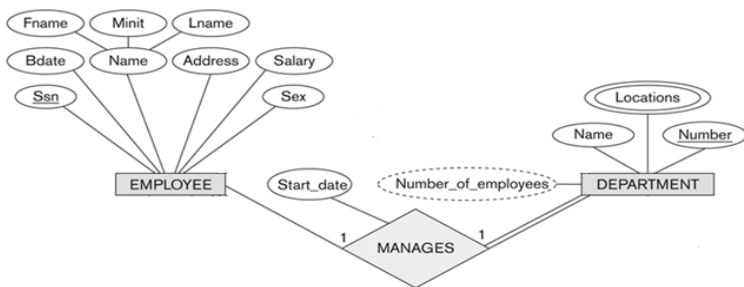 Fname Minit Lname
Bdate Name Address Salary
Ssn Sex
Locations
Name Number
EMPLOYEE Start_date Number_of_employees DEPARTMENT
1 MANAGES 1